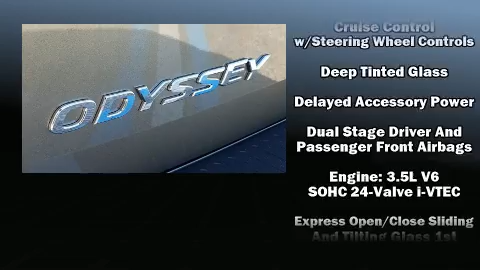 ODYSSEY
Cruise Control
w/Steering Wheel Controls
Deep Tinted Glass
Delayed Accessory Power
Dual Stage Driver And
Passenger Front Airbags
Engine: 3.5L V6
SOHC 24-Valve i-VTEC
Express Open/Close Sliding
And Tilting Glass 1st